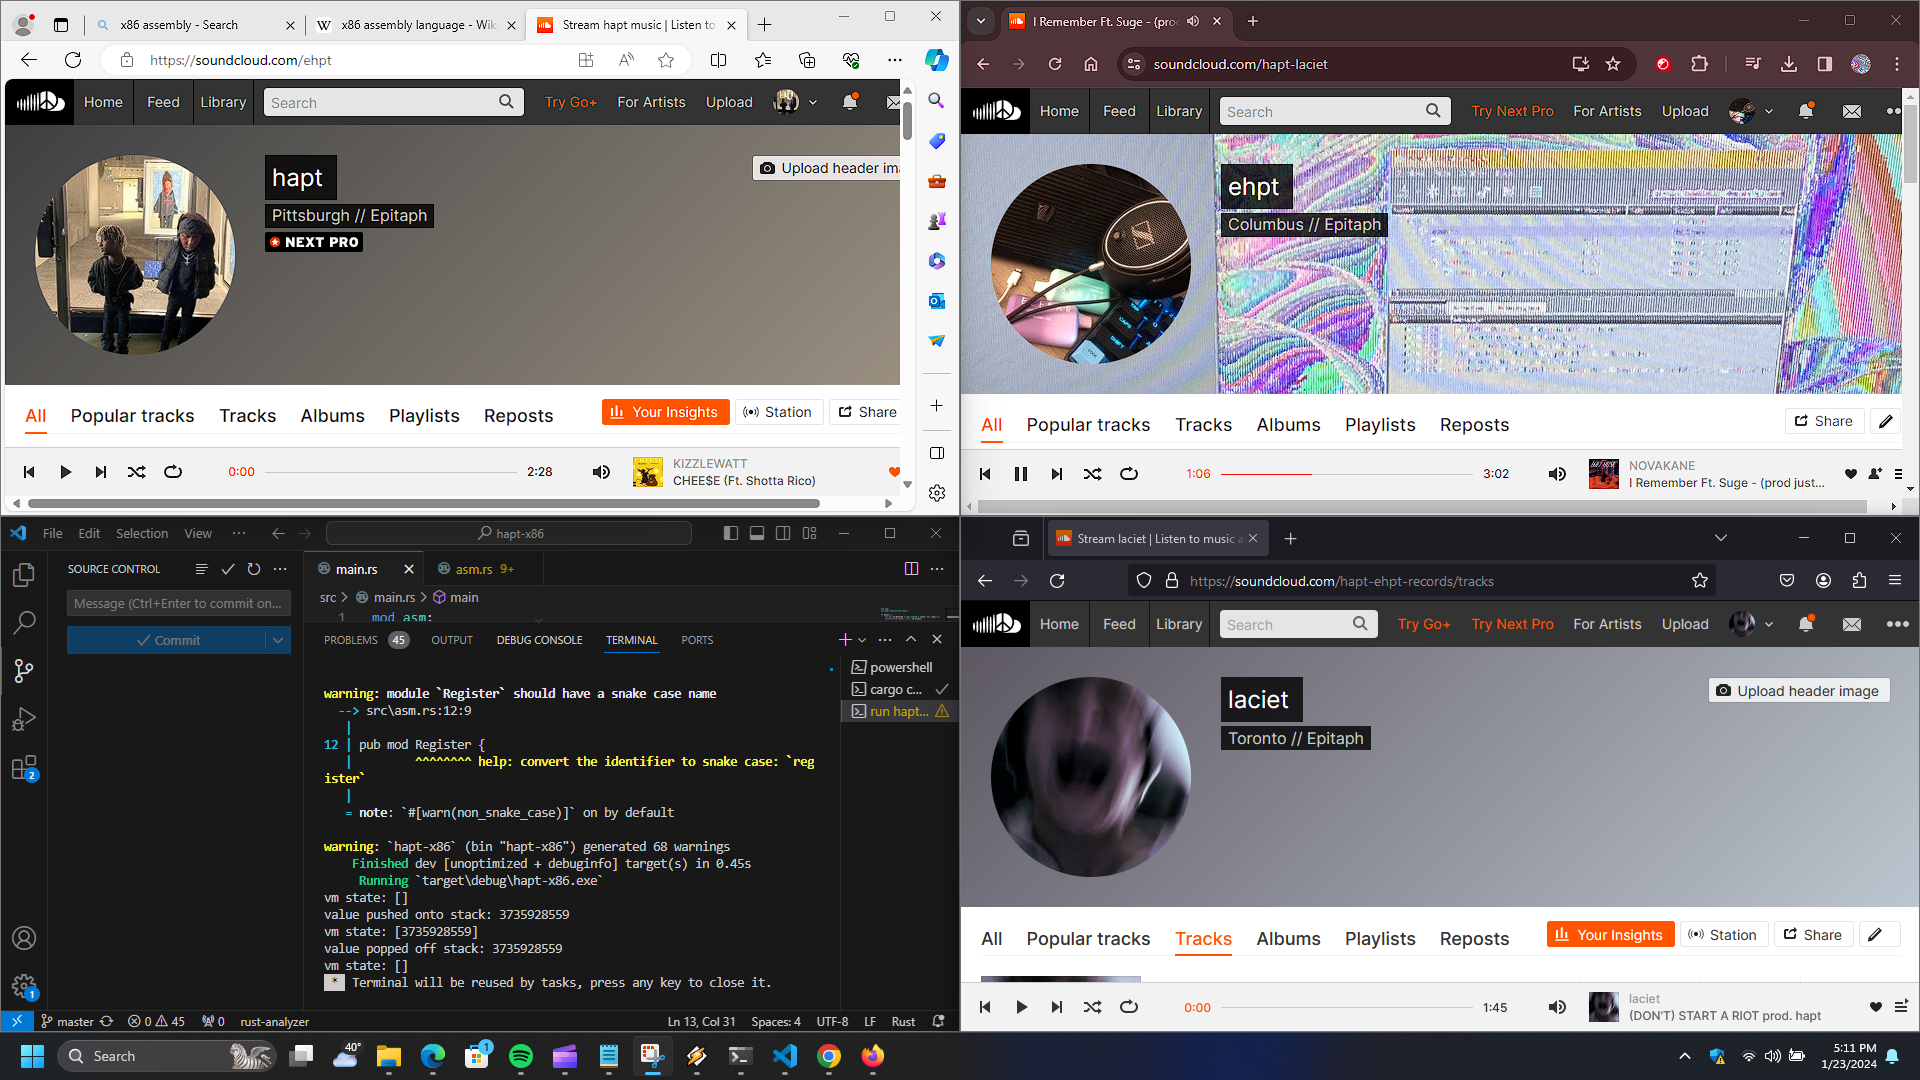 x86 assembly - Search
x86 assembly language - Wiki
Stream hapt music | Listen to
https://soundcloud.com/ehpt
Home
Feed
Library
Search
Try Go+
For Artists
Upload
hapt
Pittsburgh // Epitaph
NEXT PRO
Upload header ima
All
Popular tracks
Tracks
Albums
Playlists
Reposts
Your Insights
Station
Share
0:00
2:28
KIZZLEWATT
CHEE$E (Ft. Shotta Rico)
I Remember Ft. Suge - (proc
soundcloud.com/hapt-laciet
Home
Feed
Library
Search
Try Next Pro
For Artists
Upload
ehpt
Columbus // Epitaph
All
Popular tracks
Tracks
Albums
Playlists
Reposts
Share
1:06
3:02
NOVAKANE
I Remember Ft. Suge - (prod just...
File
Edit
Selection
View
hapt-x86
SOURCE CONTROL
Message (Ctrl+Enter to commit on...
Commit
2
1
main.rs
asm.rs 9+
src > main.rs > main
1 mod asm;
PROBLEMS 45
OUTPUT
DEBUG CONSOLE
TERMINAL
PORTS
powershell
cargo c...
run hapt...
warning: module `Register` should have a snake case name
--> src\asm.rs:12:9
|
12 | pub mod Register {
| ^^^^^^^^ help: convert the identifier to snake case: `reg
ister`
|
= note: `#[warn(non_snake_case)]` on by default
warning: `hapt-x86` (bin "hapt-x86") generated 68 warnings
Finished dev [unoptimized + debuginfo] target(s) in 0.45s
Running `target\debug\hapt-x86.exe`
vm state: []
value pushed onto stack: 3735928559
vm state: [3735928559]
value popped off stack: 3735928559
vm state: []
* Terminal will be reused by tasks, press any key to close it.
master
0 45
0
rust-analyzer
Ln 13, Col 31
Spaces: 4
UTF-8
LF
Rust
Stream laciet | Listen to music a
https://soundcloud.com/hapt-ehpt-records/tracks
Home
Feed
Library
Search
Try Go+
Try Next Pro
For Artists
Upload
laciet
Toronto // Epitaph
Upload header image
All
Popular tracks
Tracks
Albums
Playlists
Reposts
Your Insights
Station
Share
0:00
1:45
laciet
(DON'T) START A RIOT prod. hapt
Search
40°
1
5:11 PM
1/23/2024